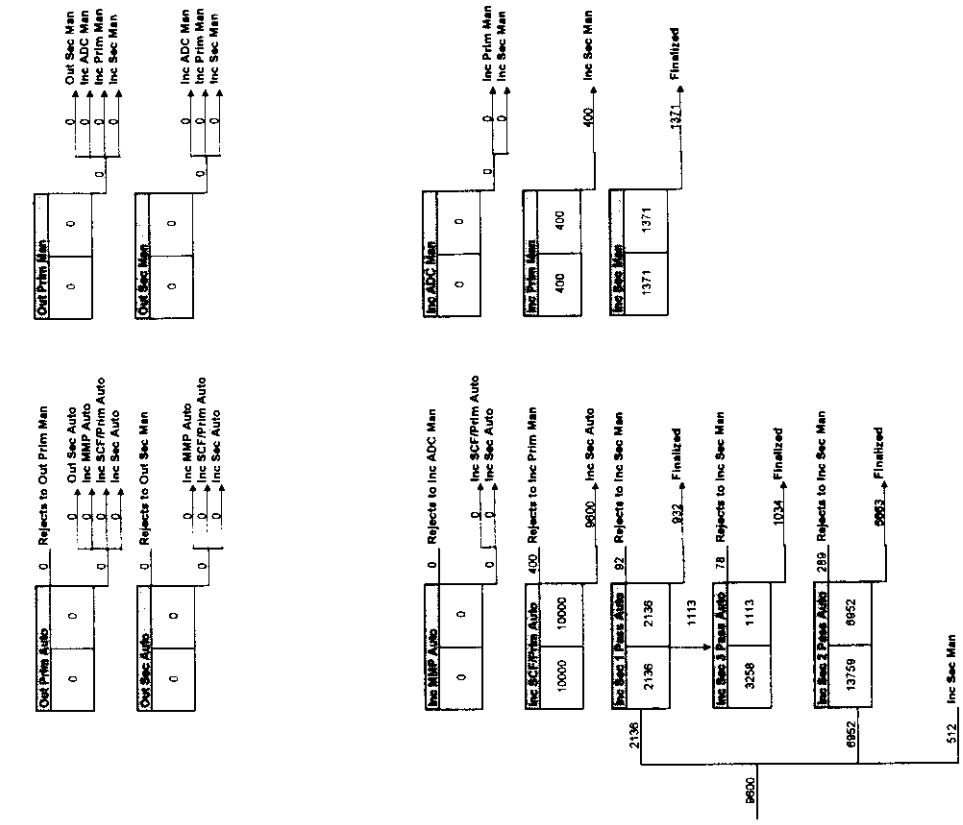 Out Prim Auto
0 0
0 Rejects to Out Prim Man
0
0 Out Sec Auto
0 Inc MMP Auto
0 Inc SCF/Prim Auto
0 Inc Sec Auto
Out Sec Auto
0 0
0 Rejects to Out Sec Man
0
0 Inc MMP Auto
0 Inc SCF/Prim Auto
0 Inc Sec Auto
Out Prim Man
0 0
0
0 Out Sec Man
0 Inc ADC Man
0 Inc Prim Man
0 Inc Sec Man
Out Sec Man
0 0
0
0 Inc ADC Man
0 Inc Prim Man
0 Inc Sec Man
Inc MMP Auto
0 0
0 Rejects to Inc ADC Man
0
0 Inc SCF/Prim Auto
0 Inc Sec Auto
Inc SCF/Prim Auto
10000 10000
400 Rejects to Inc Prim Man
9600 Inc Sec Auto
9600
2136
Inc Sec 1 Pass Auto
2136 2136
92 Rejects to Inc Sec Man
932 Finalized
1113
Inc Sec 3 Pass Auto
3258 1113
78 Rejects to Inc Sec Man
1034 Finalized
6952
Inc Sec 2 Pass Auto
13759 6952
289 Rejects to Inc Sec Man
6663 Finalized
512 Inc Sec Man
Inc ADC Man
0 0
0
0 Inc Prim Man
0 Inc Sec Man
Inc Prim Man
400 400
400 Inc Sec Man
Inc Sec Man
1371 1371
1371 Finalized